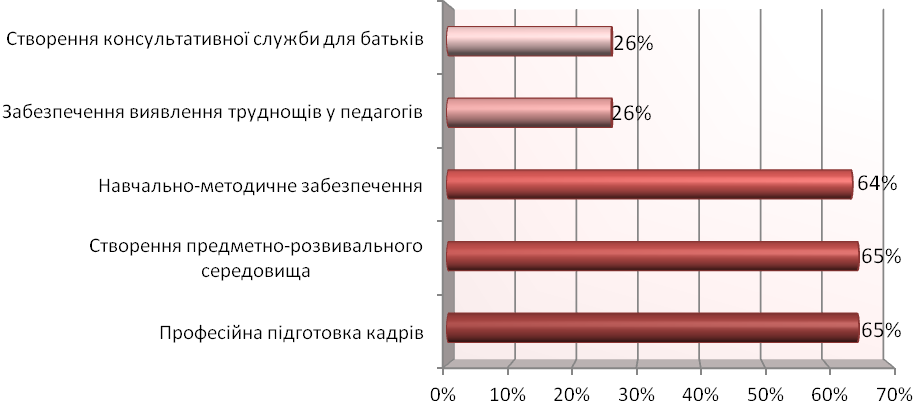 Створення консультативної служби для батьків
26%
Забезпечення виявлення труднощів у педагогів
26%
Навчально-методичне забезпечення
64%
Створення предметно-розвивального
середовища
65%
Професійна підготовка кадрів
65%
0% 10% 20% 30% 40% 50% 60% 70%